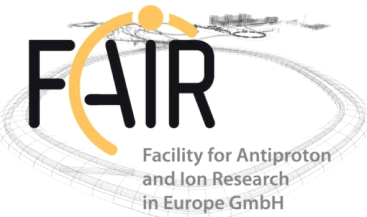 FAIR
Facility for Antiproton
and Ion Research
in Europe GmbH